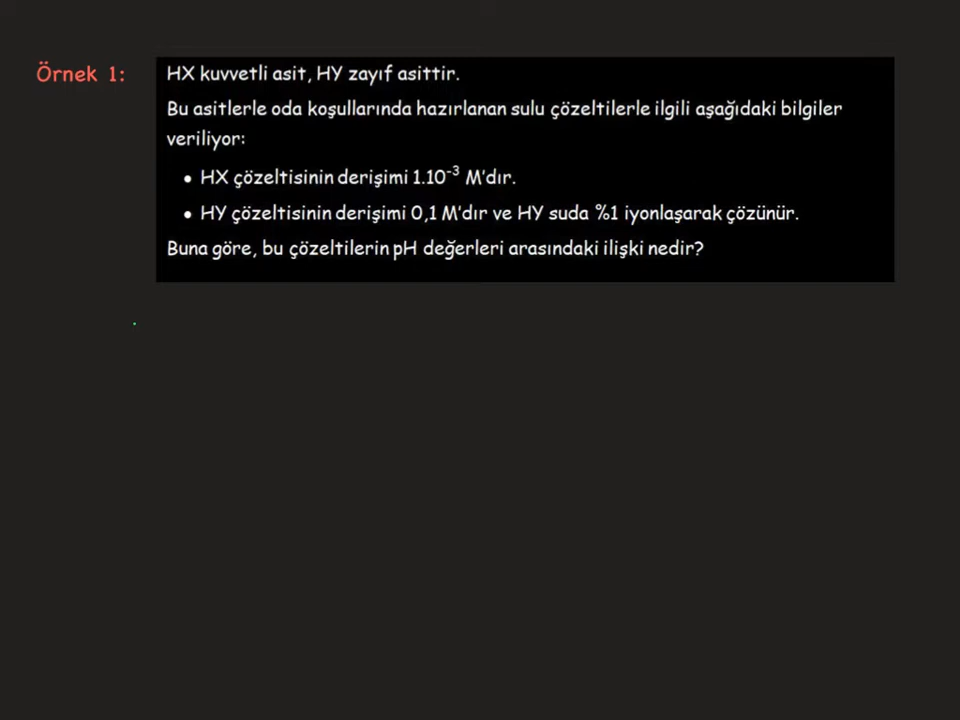 Örnek 1:
HX kuvvetli asit, HY zayıf asittir.
Bu asitlerle oda koşullarında hazırlanan sulu çözeltilerle ilgili aşağıdaki bilgiler
veriliyor:
• HX çözeltisinin derişimi 1.10⁻³ M'dır.
• HY çözeltisinin derişimi 0,1 M'dır ve HY suda %1 iyonlaşarak çözünür.
Buna göre, bu çözeltilerin pH değerleri arasındaki ilişki nedir?